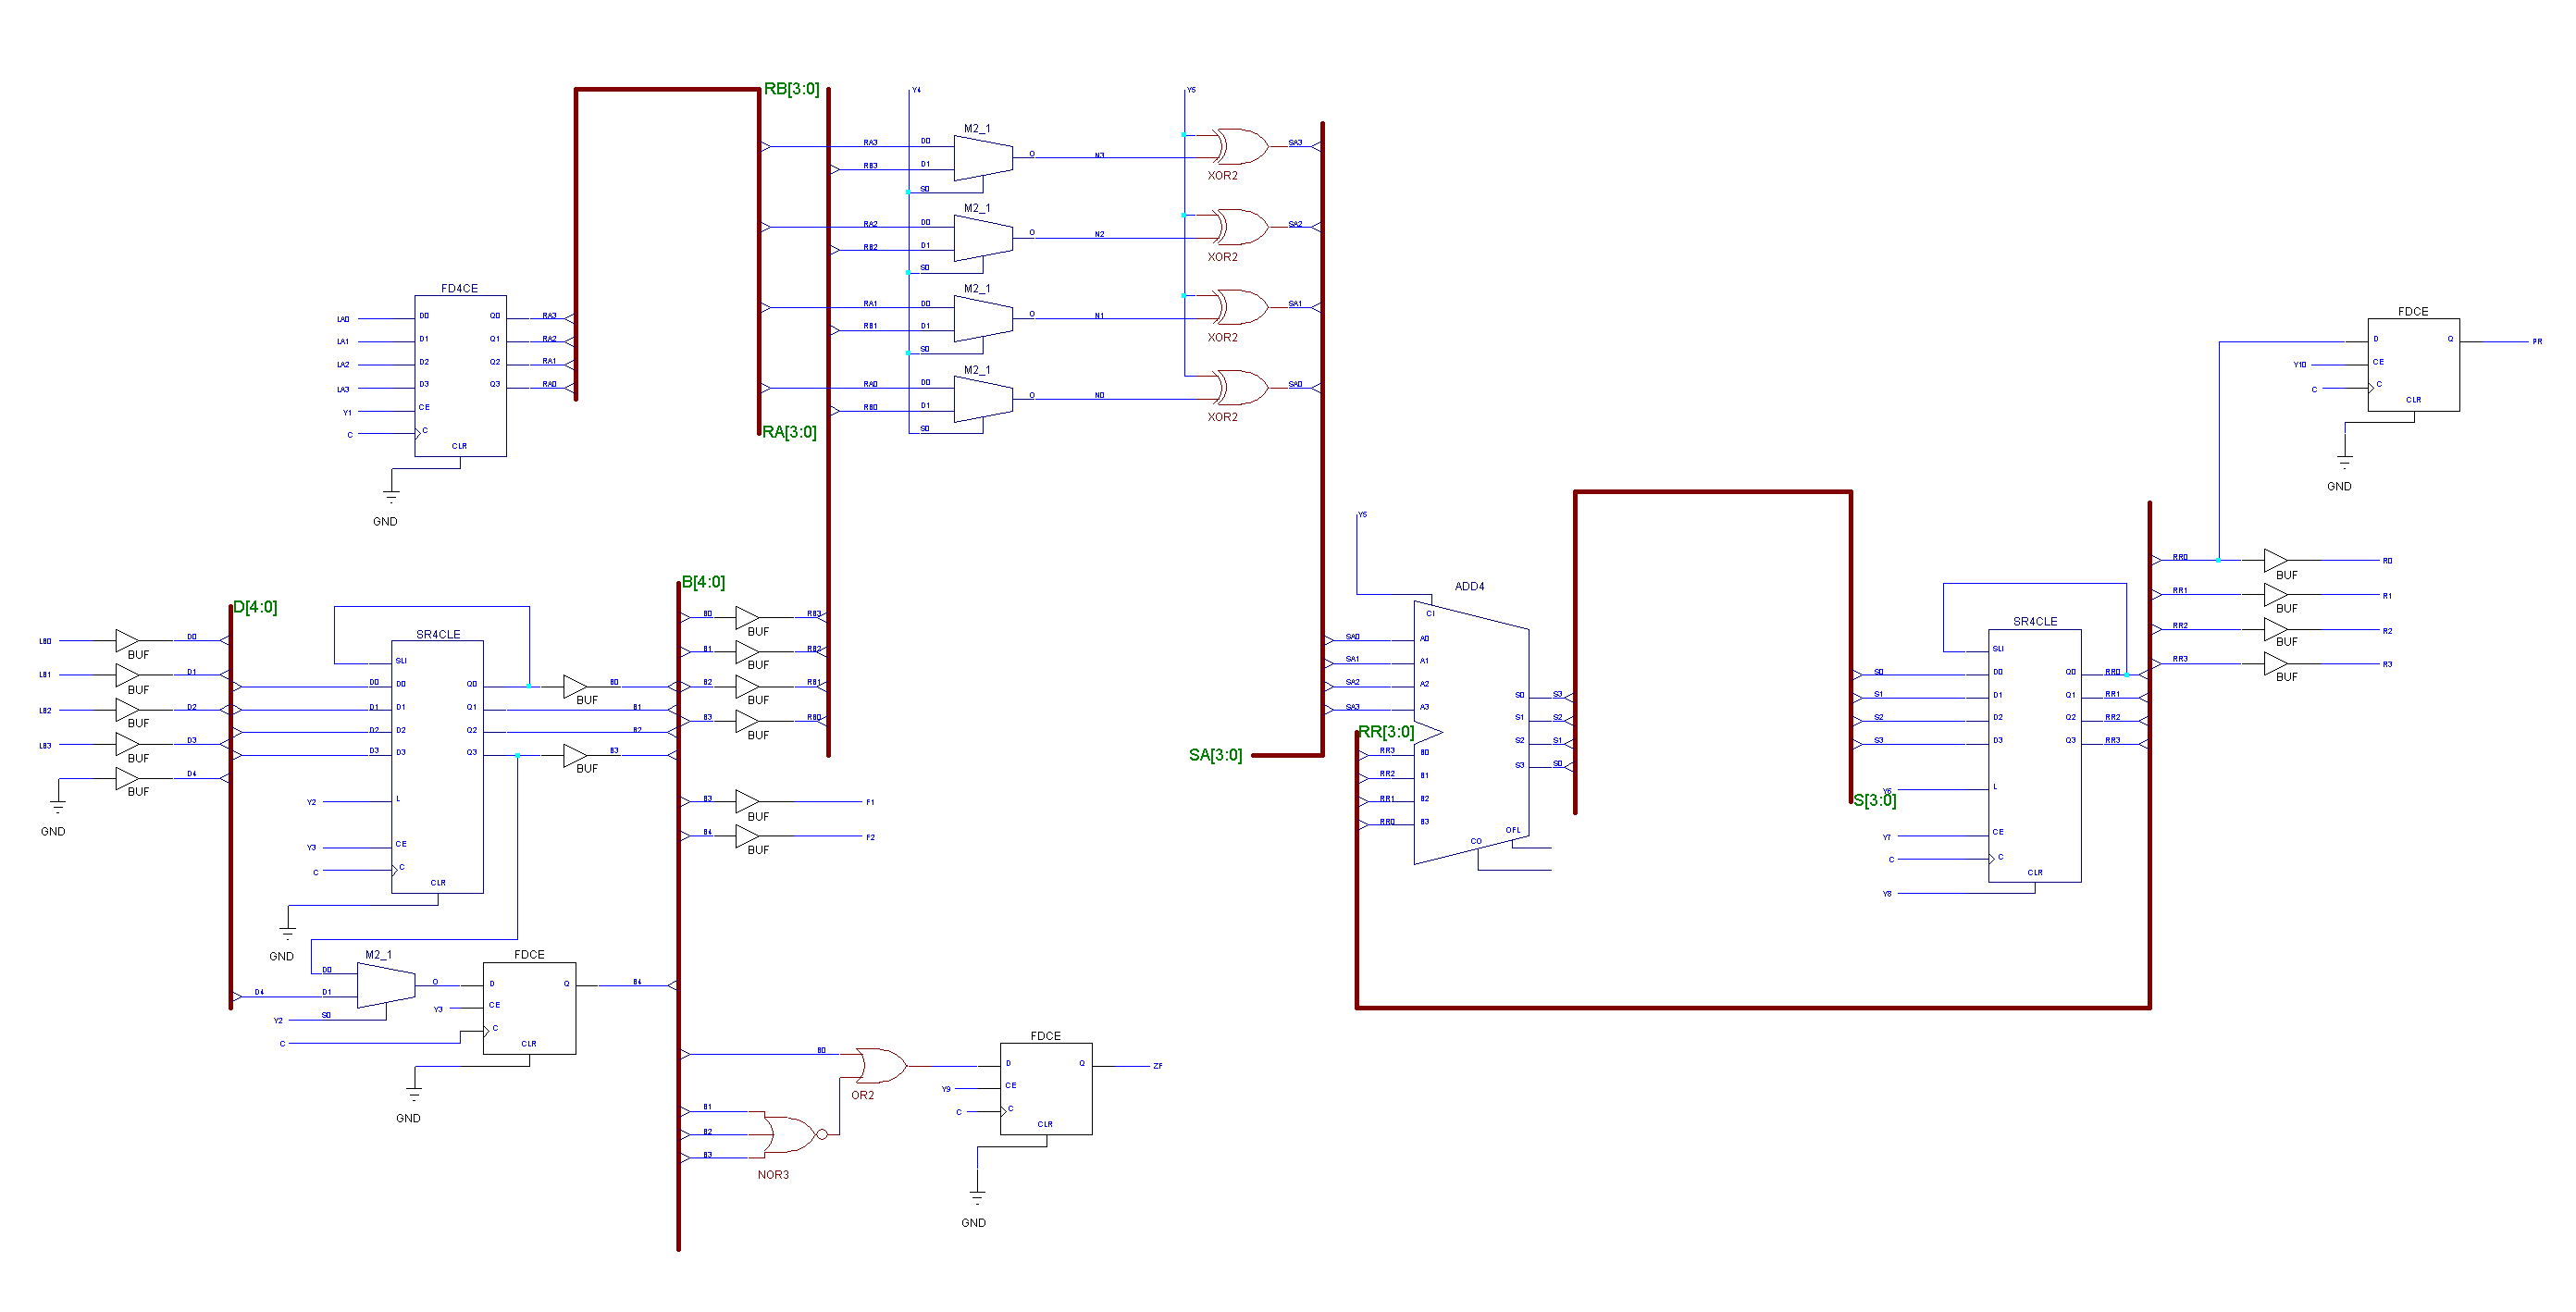 RB[3:0]
Y4
Y5
M2_1
RA3
D0
RB3
D1
S0
O
N3
XOR2
SA3
M2_1
RA2
D0
RB2
D1
S0
O
N2
XOR2
SA2
M2_1
RA1
D0
RB1
D1
S0
O
N1
XOR2
SA1
M2_1
RA0
D0
RB0
D1
S0
O
N0
XOR2
SA0
RA[3:0]
FD4CE
LA0
D0
Q0
RA3
LA1
D1
Q1
RA2
LA2
D2
Q2
RA1
LA3
D3
Q3
RA0
Y1
CE
C
C
CLR
GND
FDCE
D
Q
PR
Y10
CE
C
C
CLR
GND
D[4:0]
LB0
BUF
D0
LB1
BUF
D1
LB2
BUF
D2
LB3
BUF
D3
BUF
D4
GND
SR4CLE
SLI
D0
D0
Q0
BUF
B0
D1
D1
Q1
B1
D2
D2
Q2
B2
D3
D3
Q3
BUF
B3
Y2
L
Y3
CE
C
C
CLR
GND
B[4:0]
B0
BUF
RB3
B1
BUF
RB2
B2
BUF
RB1
B3
BUF
RB0
B3
BUF
F1
B4
BUF
F2
M2_1
D0
D4
D1
Y2
S0
O
C
FDCE
D
Q
B4
Y3
CE
C
CLR
GND
B0
OR2
B1
B2
B3
NOR3
FDCE
D
Q
ZF
Y9
CE
C
C
CLR
GND
SA[3:0]
ADD4
CI
SA0
A0
SA1
A1
SA2
A2
SA3
A3
RR[3:0]
RR3
B0
RR2
B1
RR1
B2
RR0
B3
S0
S3
S1
S2
S2
S1
S3
S0
CO
OFL
S[3:0]
SR4CLE
SLI
S0
D0
Q0
RR0
S1
D1
Q1
RR1
S2
D2
Q2
RR2
S3
D3
Q3
RR3
L
Y7
CE
C
C
CLR
Y8
RR0
BUF
R0
RR1
BUF
R1
RR2
BUF
R2
RR3
BUF
R3